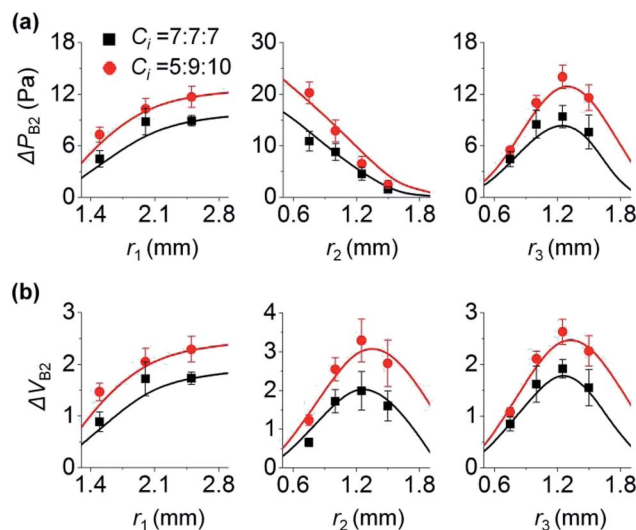 (a)
18
12
6
0
ΔP_B2 (Pa)
C_i =7:7:7
C_i =5:9:10
1.4 2.1 2.8
r_1 (mm)
30
20
10
0
0.6 1.2 1.8
r_2 (mm)
18
12
6
0
0.6 1.2 1.8
r_3 (mm)
(b)
3
2
1
0
ΔV_B2
1.4 2.1 2.8
r_1 (mm)
4
3
2
1
0
0.6 1.2 1.8
r_2 (mm)
3
2
1
0
0.6 1.2 1.8
r_3 (mm)